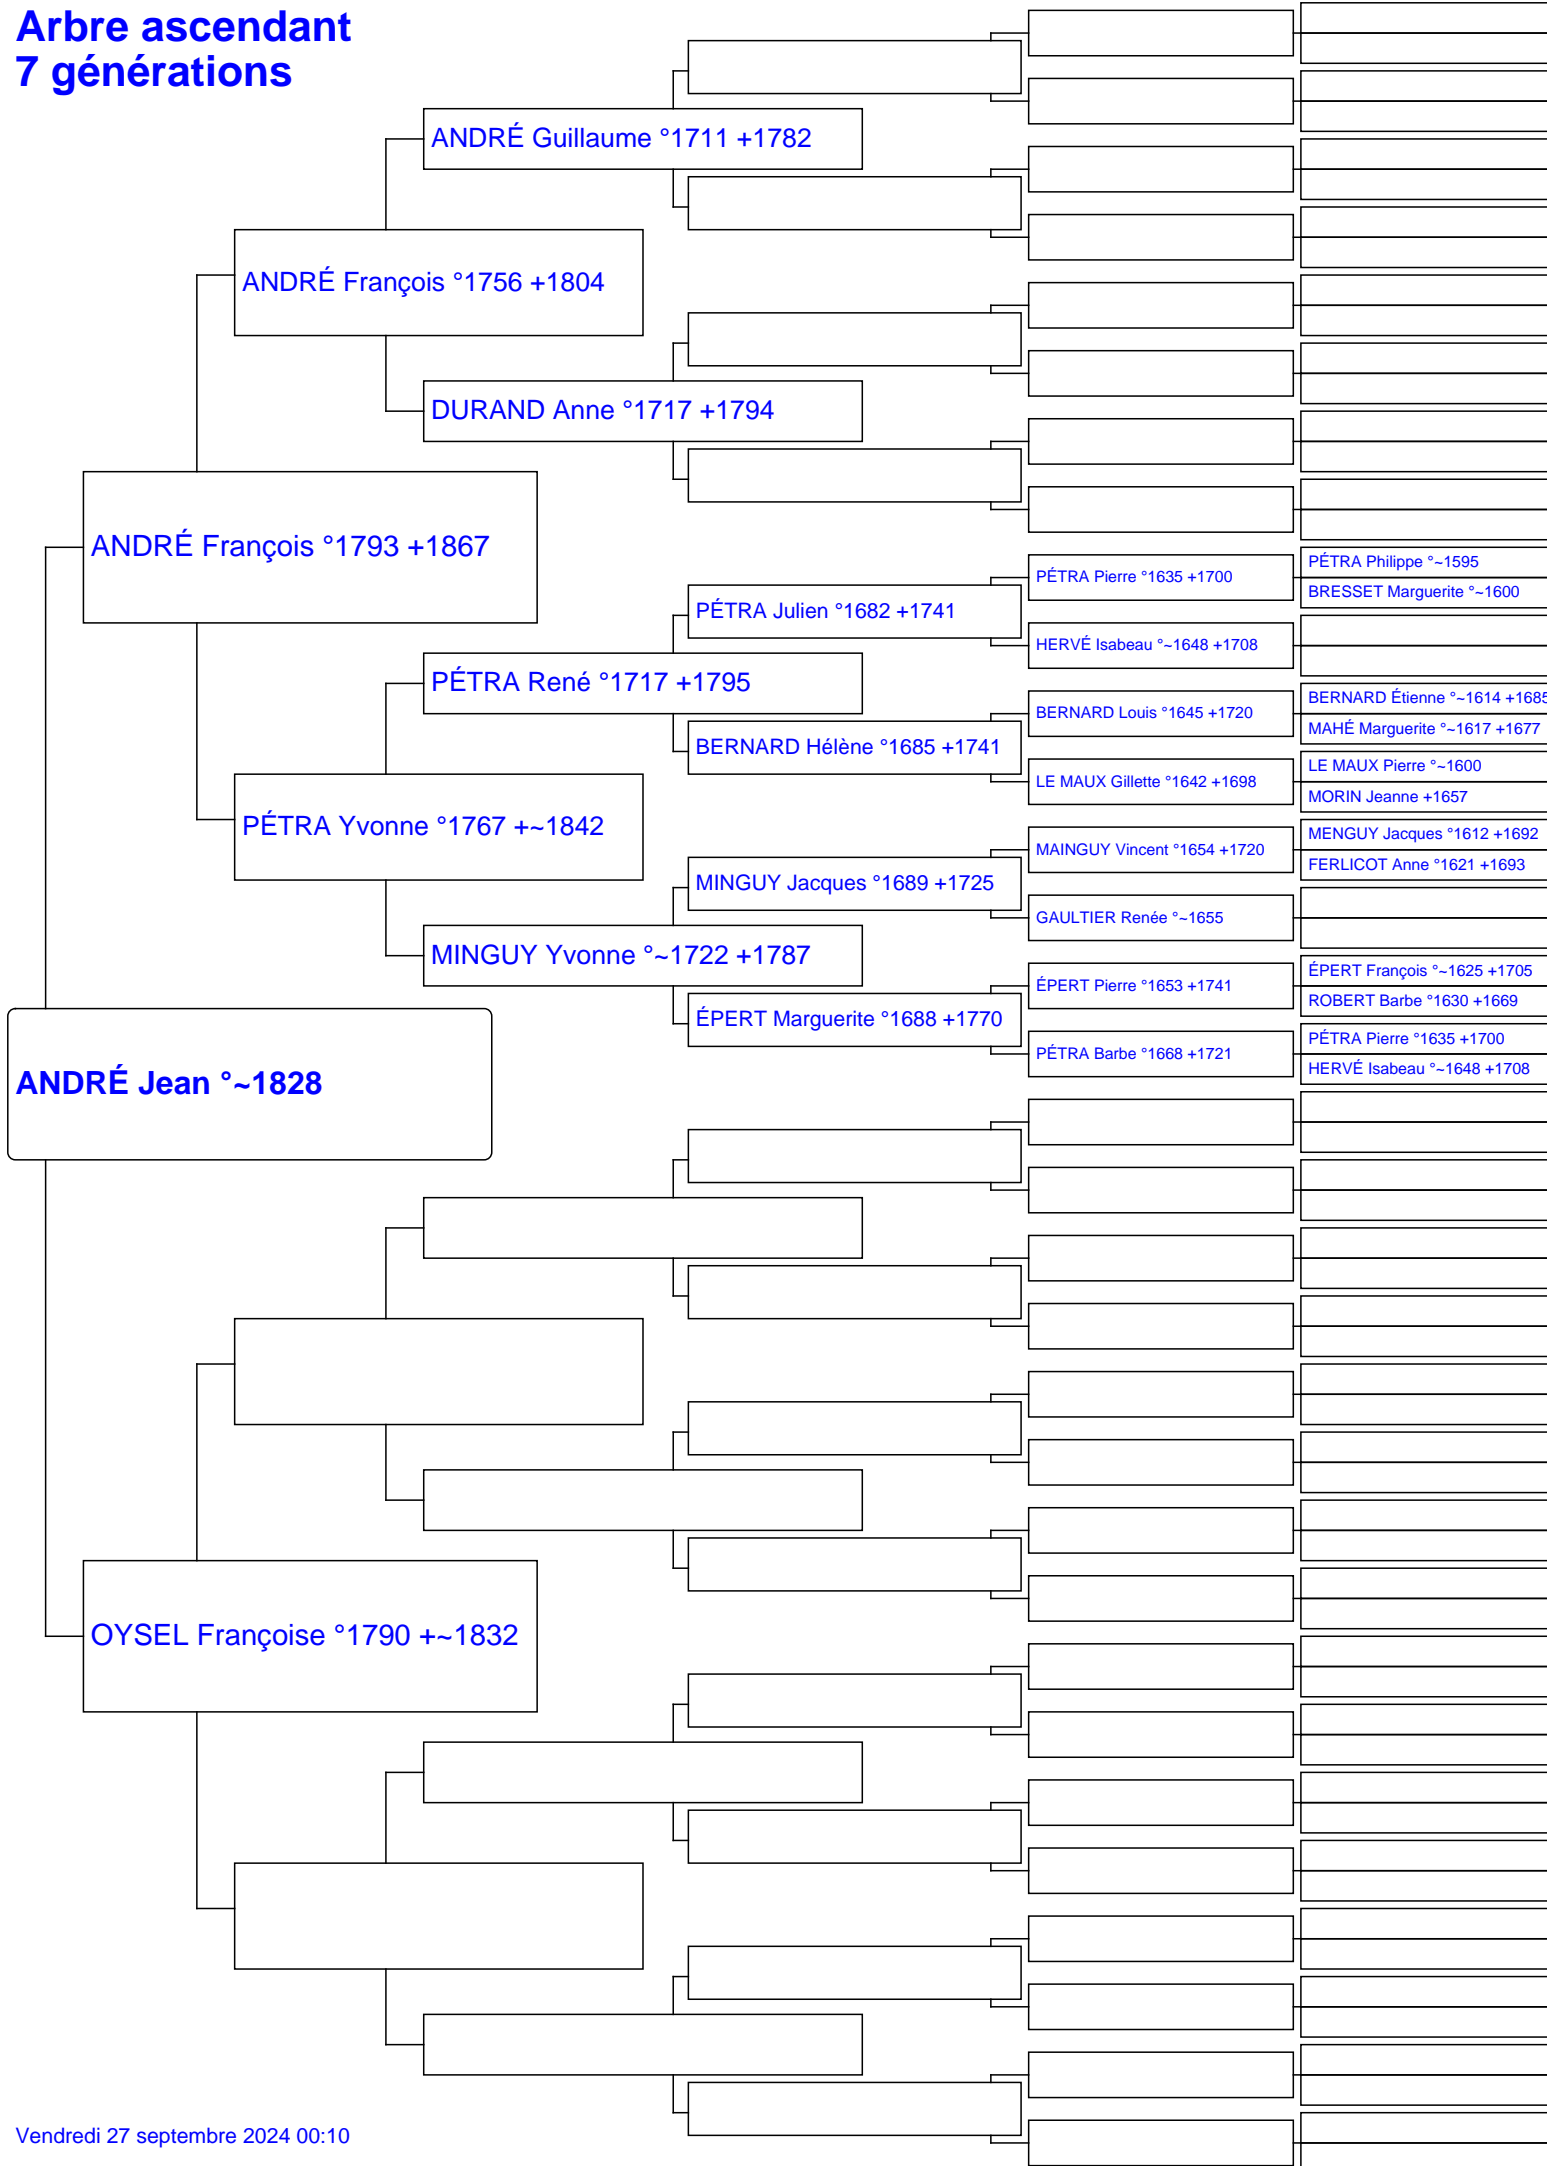 Arbre ascendant
7 générations
ANDRÉ Guillaume °1711 +1782
ANDRÉ François °1756 +1804
DURAND Anne °1717 +1794
ANDRÉ François °1793 +1867
PÉTRA Philippe °~1595
PÉTRA Pierre °1635 +1700
BRESSET Marguerite °~1600
PÉTRA Julien °1682 +1741
HERVÉ Isabeau °~1648 +1708
PÉTRA René °1717 +1795
BERNARD Étienne °~1614 +1685
BERNARD Louis °1645 +1720
MAHÉ Marguerite °~1617 +1677
BERNARD Hélène °1685 +1741
LE MAUX Pierre °~1600
LE MAUX Gillette °1642 +1698
MORIN Jeanne +1657
PÉTRA Yvonne °1767 +~1842
MENGUY Jacques °1612 +1692
MAINGUY Vincent °1654 +1720
FERLICOT Anne °1621 +1693
MINGUY Jacques °1689 +1725
GAULTIER Renée °~1655
MINGUY Yvonne °~1722 +1787
ÉPERT François °~1625 +1705
ÉPERT Pierre °1653 +1741
ROBERT Barbe °1630 +1669
ÉPERT Marguerite °1688 +1770
PÉTRA Pierre °1635 +1700
PÉTRA Barbe °1668 +1721
HERVÉ Isabeau °~1648 +1708
ANDRÉ Jean °~1828
OYSEL Françoise °1790 +~1832
Vendredi 27 septembre 2024 00:10